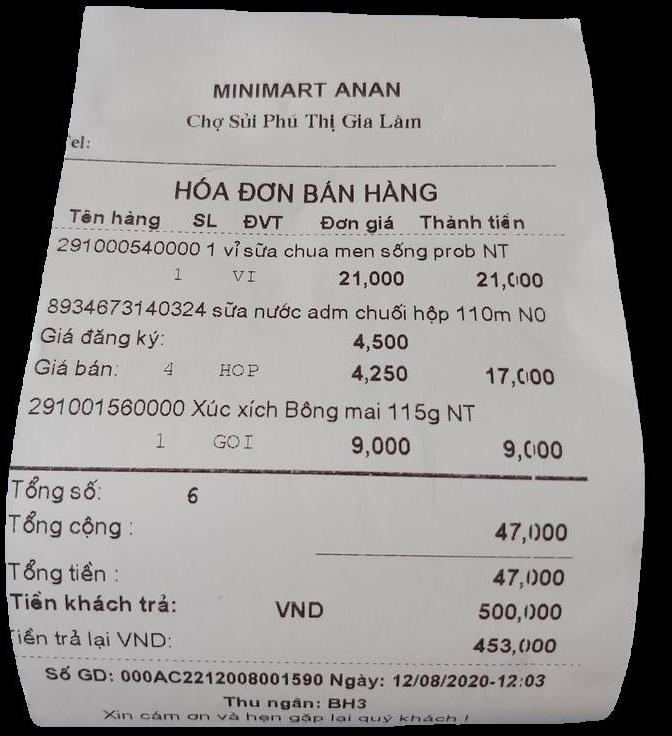 MINIMART ANAN
Chợ Sủi Phú Thị Gia Lâm
el:
HÓA ĐƠN BÁN HÀNG
Tên hàng SL ĐVT Đơn giá Thành tiền
291000540000 1 vỉ sữa chua men sống prob NT
1 VI 21,000 21,000
8934673140324 sữa nước adm chuối hộp 110m NO
Giá đăng ký: 4,500
Giá bán: 4 HOP 4,250 17,000
291001560000 Xúc xích Bông mai 115g NT
1 GOI 9,000 9,000
Tổng số: 6
Tổng cộng : 47,000
Tổng tiền : 47,000
Tiền khách trả: VND 500,000
iền trả lại VND: 453,000
Số GD: 000AC2212008001590 Ngày: 12/08/2020-12:03
Thu ngân: BH3
Xin cám ơn và hẹn gặp lại quý khách !